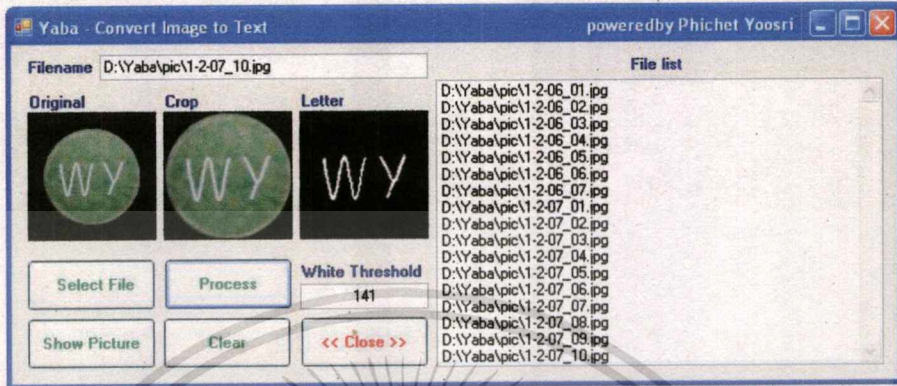 Yaba - Convert Image to Text
poweredby Phichet Yoosri
Filename D:\Yaba\pic\1-2-07_10.jpg
Original Crop Letter
WY WY WY
Select File Process White Threshold
141
Show Picture Clear << Close >>
File list
D:\Yaba\pic\1-2-06_01.jpg
D:\Yaba\pic\1-2-06_02.jpg
D:\Yaba\pic\1-2-06_03.jpg
D:\Yaba\pic\1-2-06_04.jpg
D:\Yaba\pic\1-2-06_05.jpg
D:\Yaba\pic\1-2-06_06.jpg
D:\Yaba\pic\1-2-06_07.jpg
D:\Yaba\pic\1-2-07_01.jpg
D:\Yaba\pic\1-2-07_02.jpg
D:\Yaba\pic\1-2-07_03.jpg
D:\Yaba\pic\1-2-07_04.jpg
D:\Yaba\pic\1-2-07_05.jpg
D:\Yaba\pic\1-2-07_06.jpg
D:\Yaba\pic\1-2-07_07.jpg
D:\Yaba\pic\1-2-07_08.jpg
D:\Yaba\pic\1-2-07_09.jpg
D:\Yaba\pic\1-2-07_10.jpg